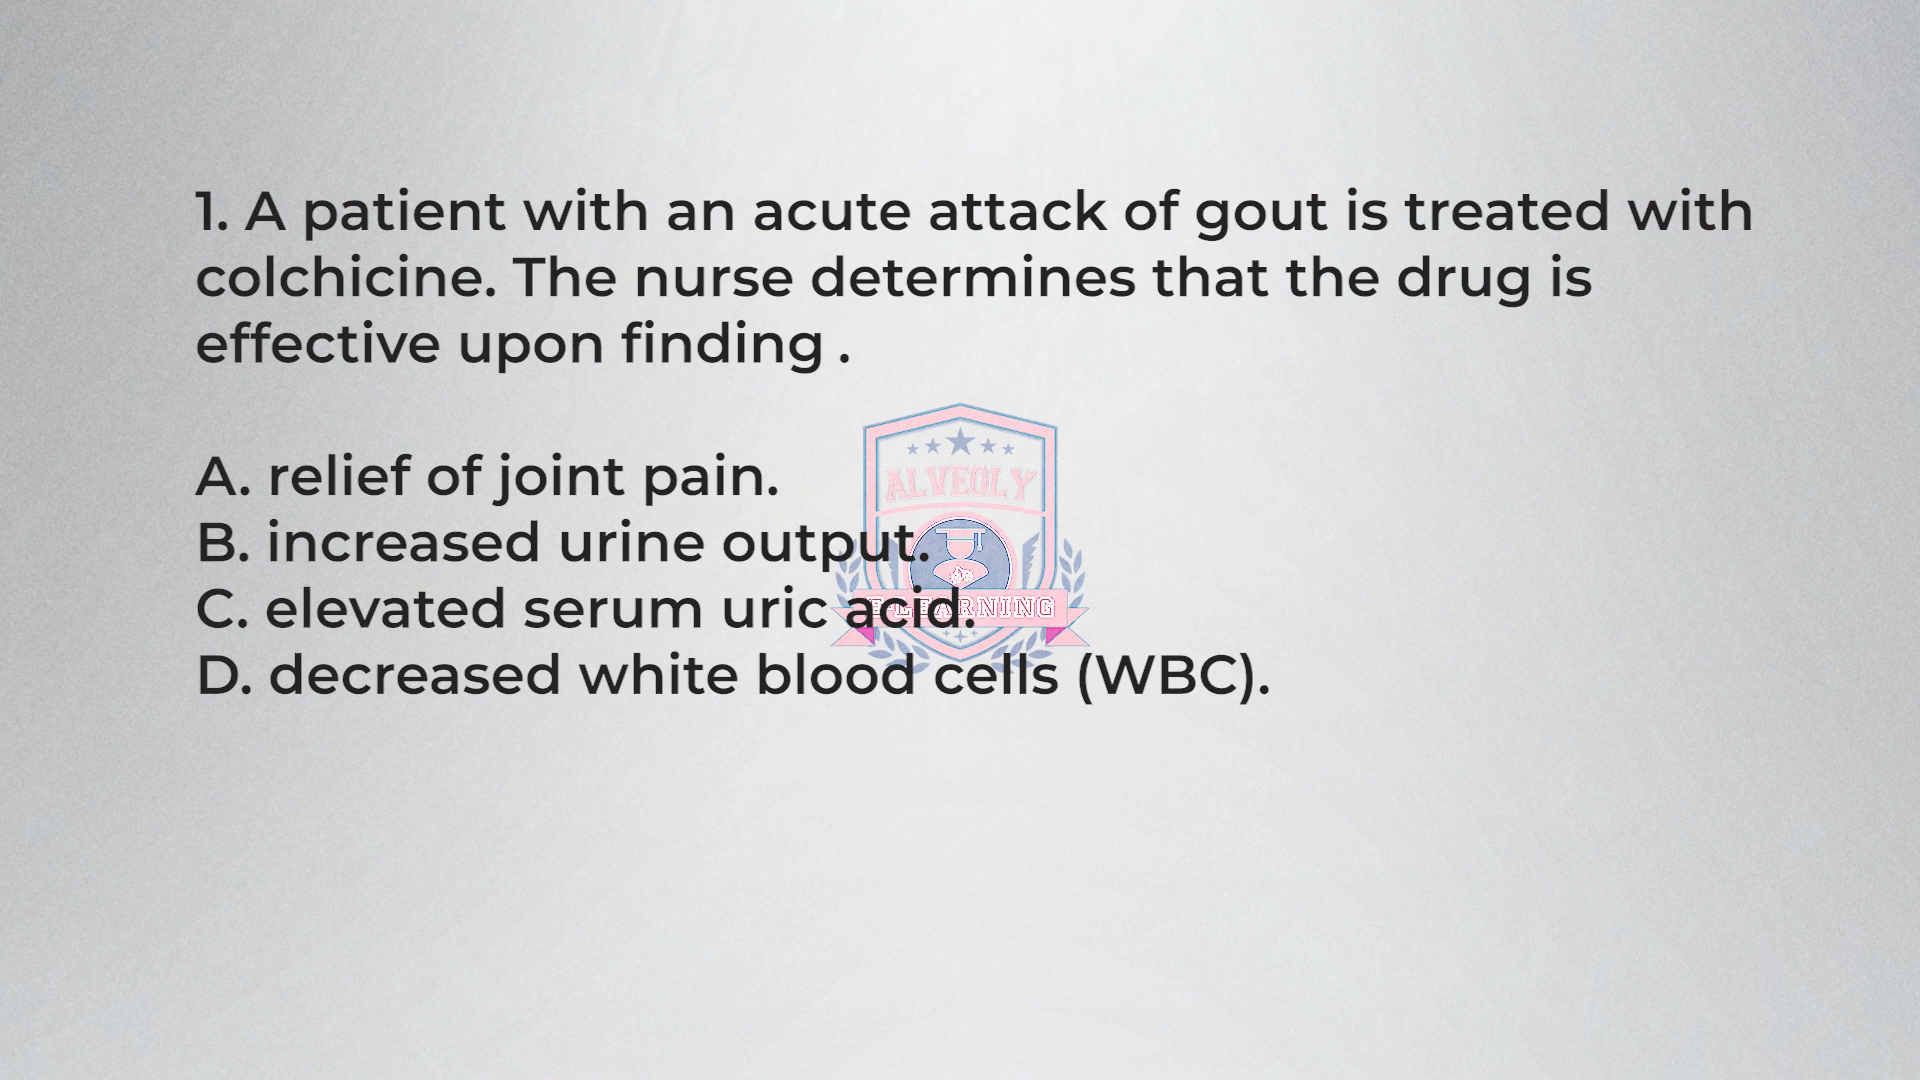 1. A patient with an acute attack of gout is treated with
colchicine. The nurse determines that the drug is
effective upon finding .
A. relief of joint pain.
B. increased urine output.
C. elevated serum uric acid.
D. decreased white blood cells (WBC).
ALVEOLY
E-LEARNING